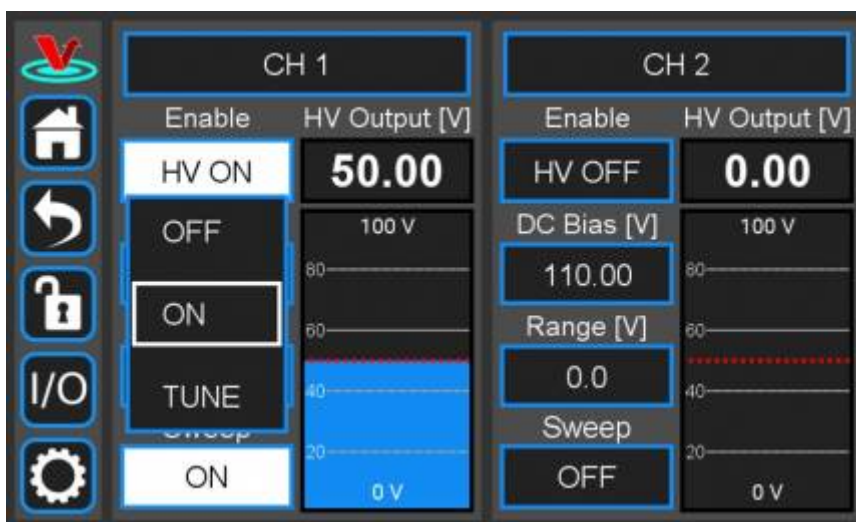 CH 1
Enable
HV Output [V]
HV ON
50.00
OFF
ON
TUNE
100 V
80
60
40
20
0 V
Sweep
ON
CH 2
Enable
HV Output [V]
HV OFF
0.00
DC Bias [V]
110.00
Range [V]
0.0
Sweep
OFF
100 V
80
60
40
20
0 V
I/O